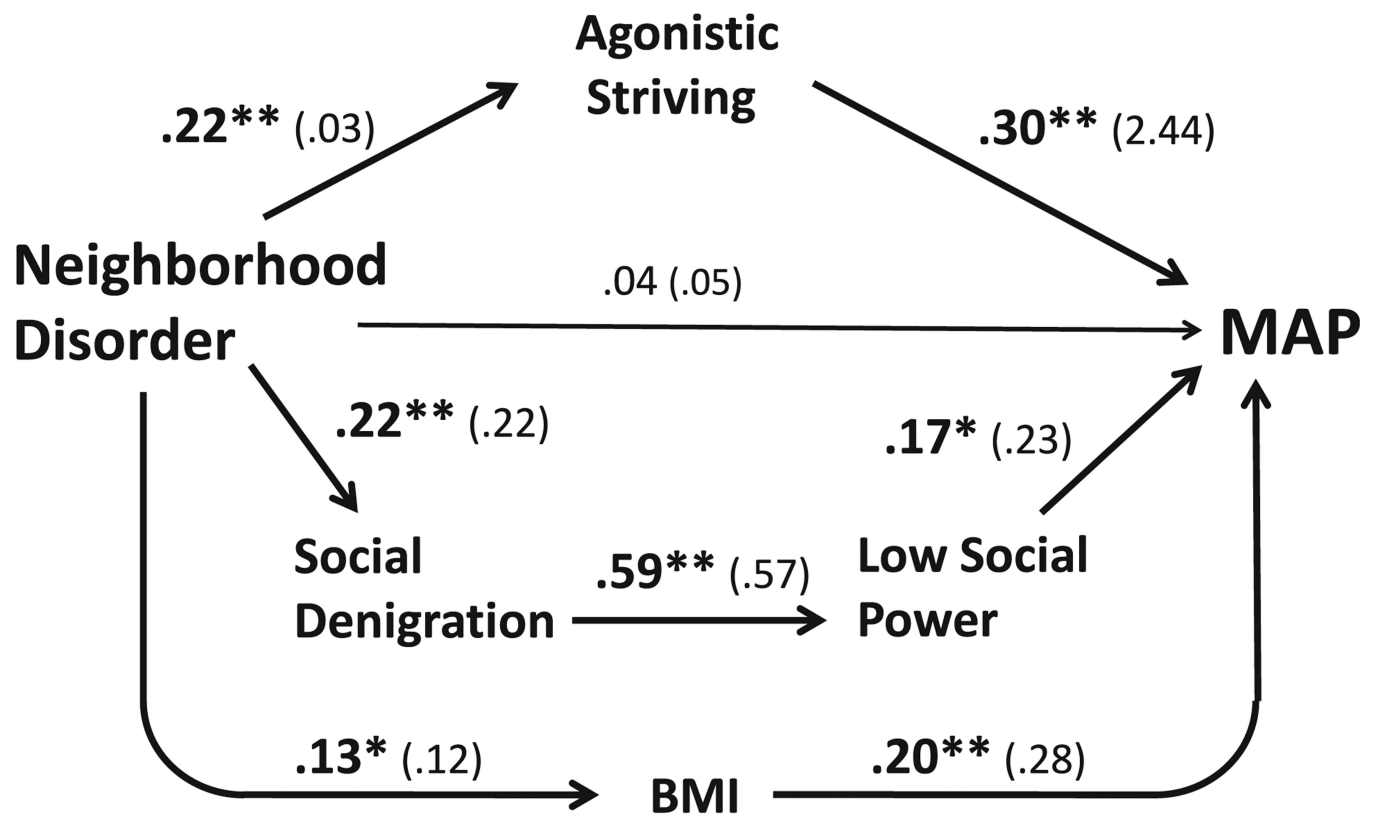 Agonistic
Striving
.22** (.03)
.30** (2.44)
Neighborhood
Disorder
.04 (.05)
MAP
.22** (.22)
.17* (.23)
Social
Denigration
.59** (.57)
Low Social
Power
.13* (.12)
.20** (.28)
BMI